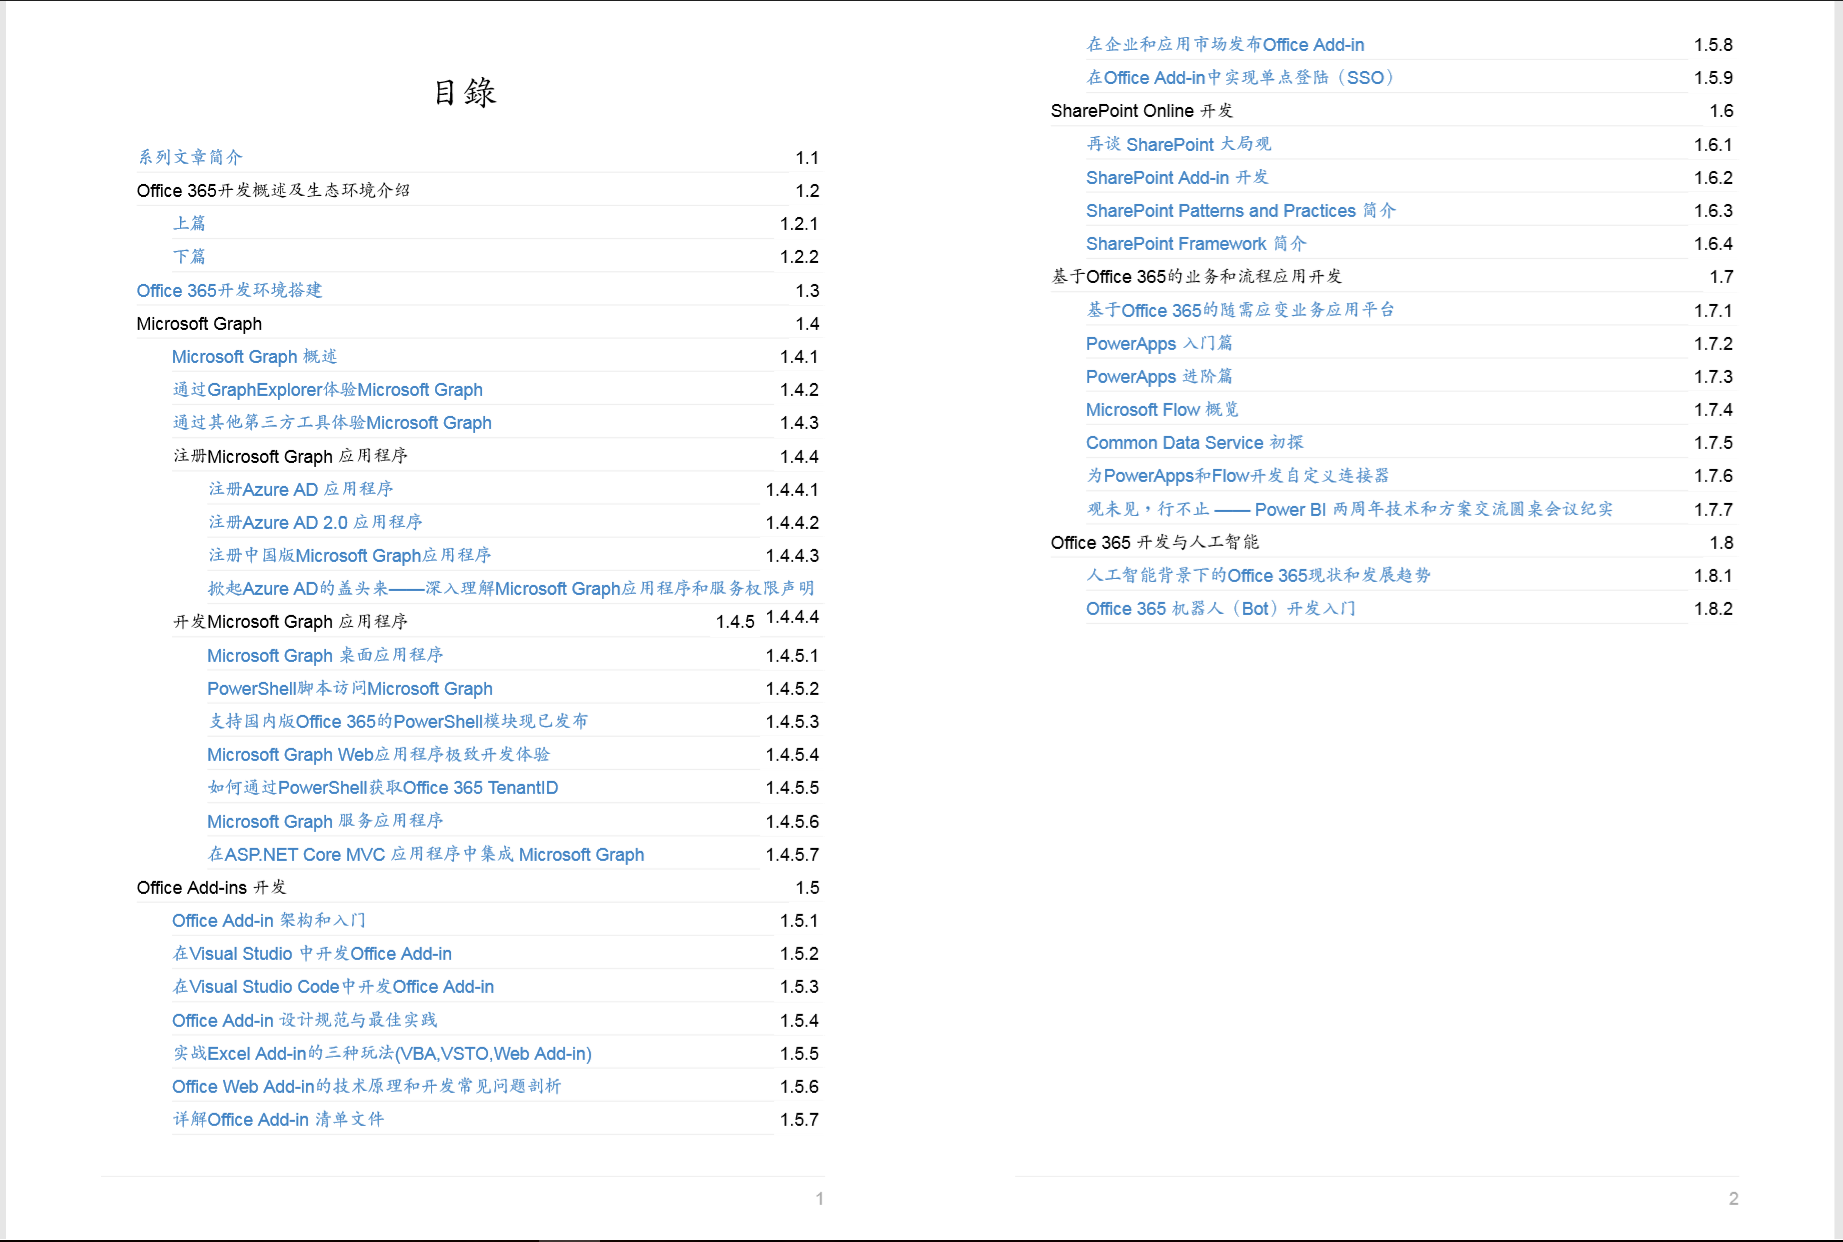 目錄
系列文章简介 1.1
Office 365开发概述及生态环境介绍 1.2
上篇 1.2.1
下篇 1.2.2
Office 365开发环境搭建 1.3
Microsoft Graph 1.4
Microsoft Graph 概述 1.4.1
通过GraphExplorer体验Microsoft Graph 1.4.2
通过其他第三方工具体验Microsoft Graph 1.4.3
注册Microsoft Graph 应用程序 1.4.4
注册Azure AD 应用程序 1.4.4.1
注册Azure AD 2.0 应用程序 1.4.4.2
注册中国版Microsoft Graph应用程序 1.4.4.3
掀起Azure AD的盖头来——深入理解Microsoft Graph应用程序和服务权限声明
1.4.4.4
开发Microsoft Graph 应用程序 1.4.5
Microsoft Graph 桌面应用程序 1.4.5.1
PowerShell脚本访问Microsoft Graph 1.4.5.2
支持国内版Office 365的PowerShell模块现已发布 1.4.5.3
Microsoft Graph Web应用程序极致开发体验 1.4.5.4
如何通过PowerShell获取Office 365 TenantID 1.4.5.5
Microsoft Graph 服务应用程序 1.4.5.6
在ASP.NET Core MVC 应用程序中集成 Microsoft Graph 1.4.5.7
Office Add-ins 开发 1.5
Office Add-in 架构和入门 1.5.1
在Visual Studio 中开发Office Add-in 1.5.2
在Visual Studio Code中开发Office Add-in 1.5.3
Office Add-in 设计规范与最佳实践 1.5.4
实战Excel Add-in的三种玩法(VBA,VSTO,Web Add-in) 1.5.5
Office Web Add-in的技术原理和开发常见问题剖析 1.5.6
详解Office Add-in 清单文件 1.5.7
1
在企业和应用市场发布Office Add-in 1.5.8
在Office Add-in中实现单点登陆（SSO） 1.5.9
SharePoint Online 开发 1.6
再谈 SharePoint 大局观 1.6.1
SharePoint Add-in 开发 1.6.2
SharePoint Patterns and Practices 简介 1.6.3
SharePoint Framework 简介 1.6.4
基于Office 365的业务和流程应用开发 1.7
基于Office 365的随需应变业务应用平台 1.7.1
PowerApps 入门篇 1.7.2
PowerApps 进阶篇 1.7.3
Microsoft Flow 概览 1.7.4
Common Data Service 初探 1.7.5
为PowerApps和Flow开发自定义连接器 1.7.6
观未见，行不止 —— Power BI 两周年技术和方案交流圆桌会议纪实 1.7.7
Office 365 开发与人工智能 1.8
人工智能背景下的Office 365现状和发展趋势 1.8.1
Office 365 机器人（Bot）开发入门 1.8.2
2